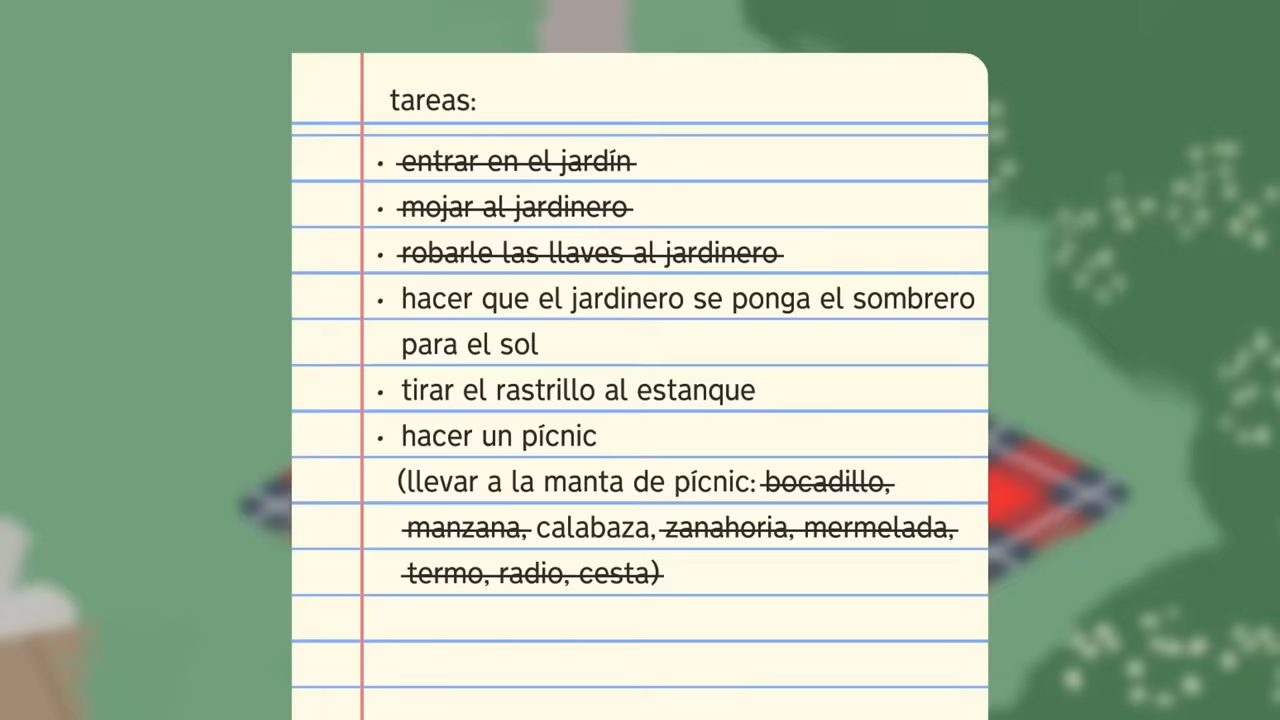 tareas:
· entrar en el jardín
· mojar al jardinero
· robarle las llaves al jardinero
· hacer que el jardinero se ponga el sombrero
para el sol
· tirar el rastrillo al estanque
· hacer un pícnic
(llevar a la manta de pícnic: bocadillo,
manzana, calabaza, zanahoria, mermelada,
termo, radio, cesta)